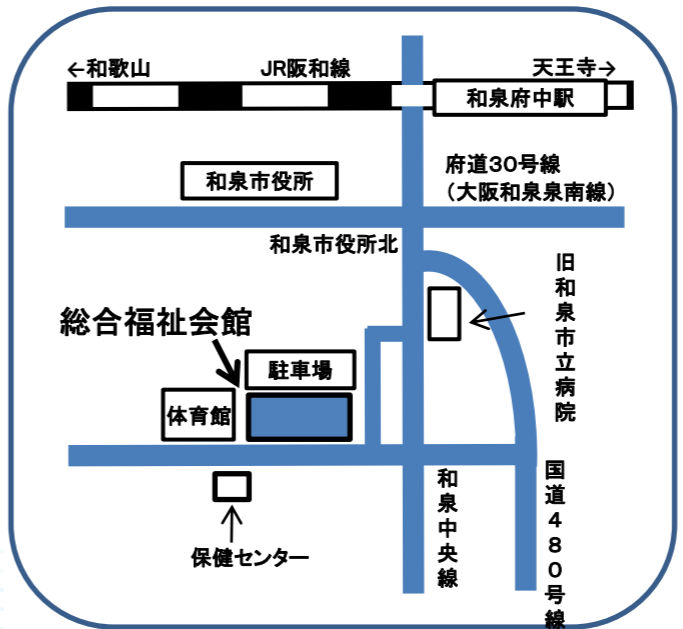 ←和歌山
JR阪和線
天王寺→
和泉府中駅
府道30号線
（大阪和泉泉南線）
和泉市役所
和泉市役所北
旧和泉市立病院
総合福祉会館
駐車場
体育館
和泉中央線
国道480号線
保健センター